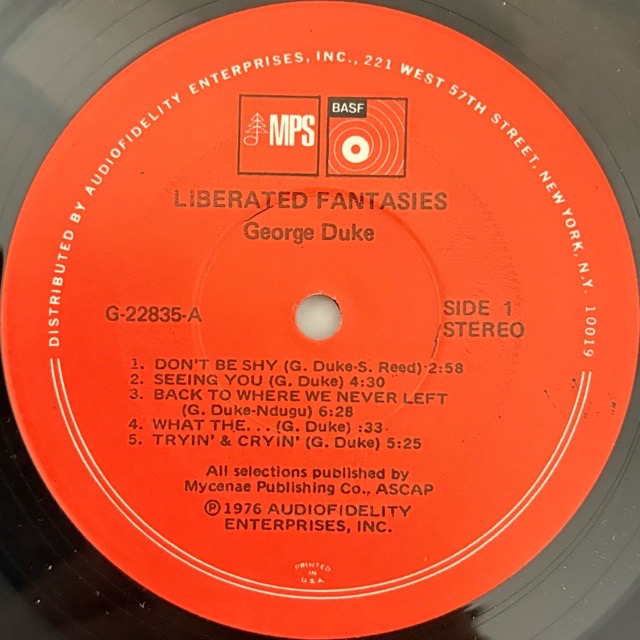 DISTRIBUTED BY AUDIOFIDELITY ENTERPRISES, INC., 221 WEST 57TH STREET, NEW YORK, N.Y. 10019
MPS
BASF
LIBERATED FANTASIES
George Duke
G-22835-A
SIDE 1
STEREO
1. DON'T BE SHY (G. Duke-S. Reed) 2:58
2. SEEING YOU (G. Duke) 4:30
3. BACK TO WHERE WE NEVER LEFT
(G. Duke-Ndugu) 6:28
4. WHAT THE... (G. Duke) :33
5. TRYIN' & CRYIN' (G. Duke) 5:25
All selections published by
Mycenae Publishing Co., ASCAP
℗ 1976 AUDIOFIDELITY
ENTERPRISES, INC.
PRINTED
IN
U.S.A.